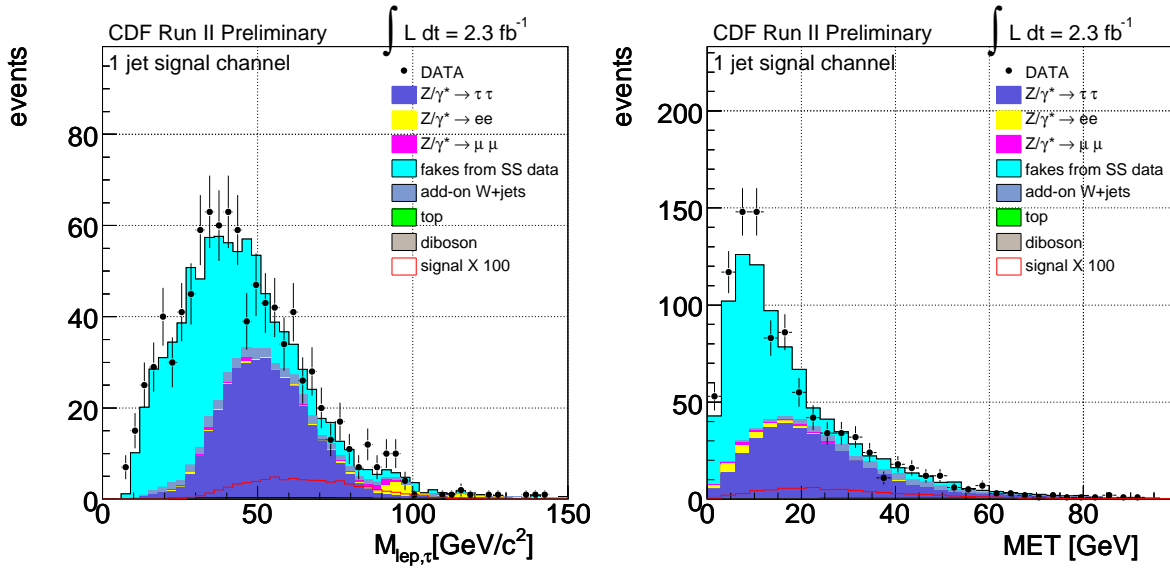 CDF Run II Preliminary
∫ L dt = 2.3 fb⁻¹
1 jet signal channel
events
DATA
Z/γ* → τ τ
Z/γ* → ee
Z/γ* → μ μ
fakes from SS data
add-on W+jets
top
diboson
signal X 100
80
60
40
20
0
0 50 100 150
M_lep,τ[GeV/c²]
CDF Run II Preliminary
∫ L dt = 2.3 fb⁻¹
1 jet signal channel
events
DATA
Z/γ* → τ τ
Z/γ* → ee
Z/γ* → μ μ
fakes from SS data
add-on W+jets
top
diboson
signal X 100
200
150
100
50
0
0 20 40 60 80
MET [GeV]